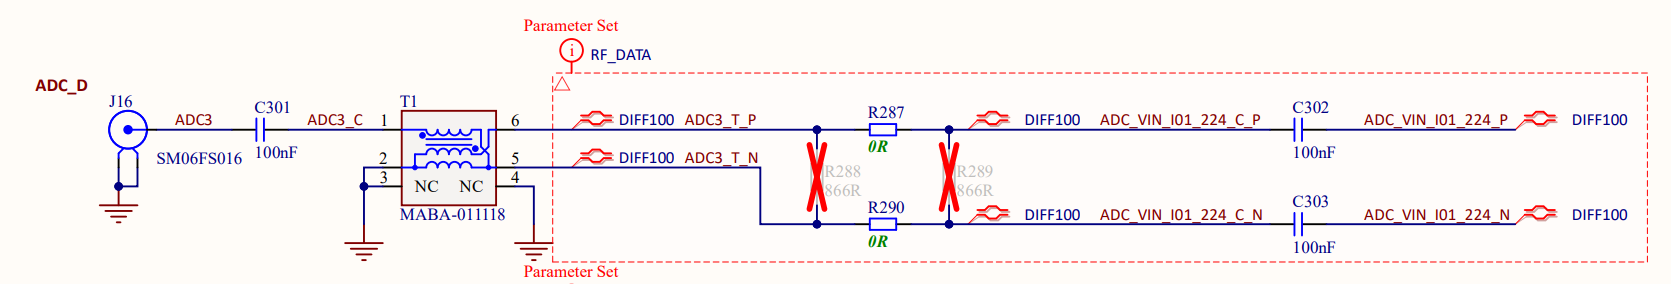 Parameter Set
i
RF_DATA
ADC_D
J16
ADC3
C301
100nF
SM06FS016
ADC3_C
T1
1
2
3
6
5
4
NC
NC
MABA-011118
DIFF100
ADC3_T_P
DIFF100
ADC3_T_N
R287
0R
R288
866R
R289
866R
R290
0R
DIFF100
ADC_VIN_I01_224_C_P
C302
100nF
ADC_VIN_I01_224_P
DIFF100
DIFF100
ADC_VIN_I01_224_C_N
C303
100nF
ADC_VIN_I01_224_N
DIFF100
Parameter Set